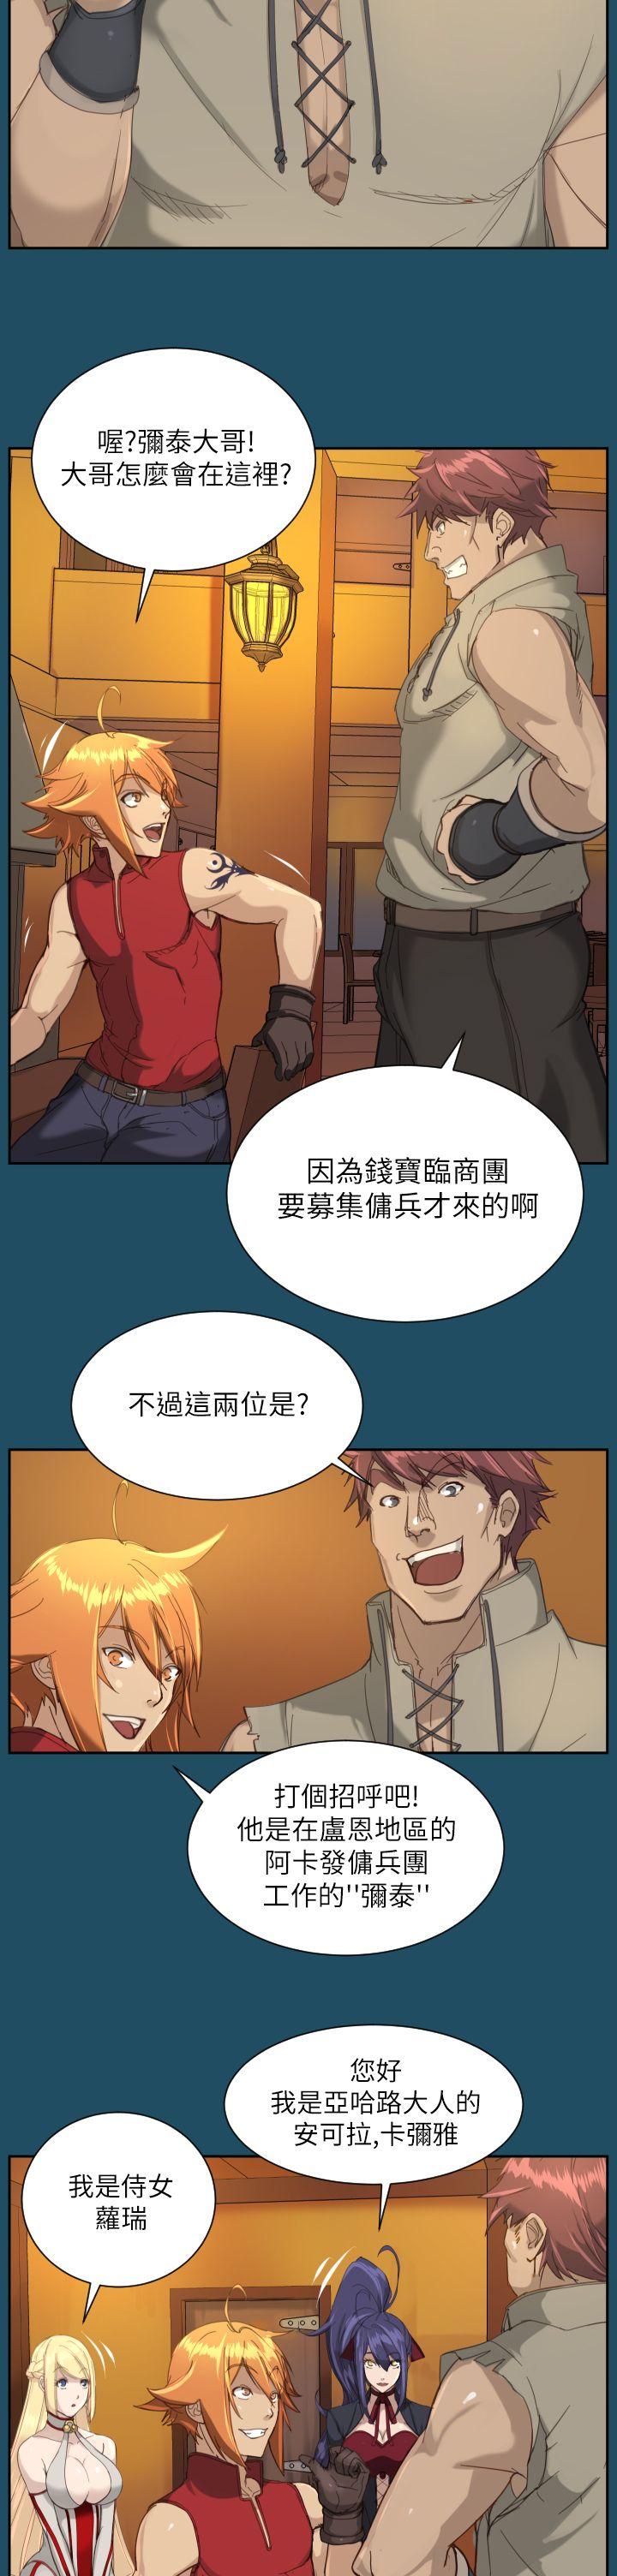 喔?彌泰大哥!
大哥怎麼會在這裡?
因為錢寶臨商團
要募集傭兵才來的啊
不過這兩位是?
打個招呼吧!
他是在盧恩地區的
阿卡發傭兵團
工作的''彌泰''
您好
我是亞哈路大人的
安可拉,卡彌雅
我是侍女
蘿瑞